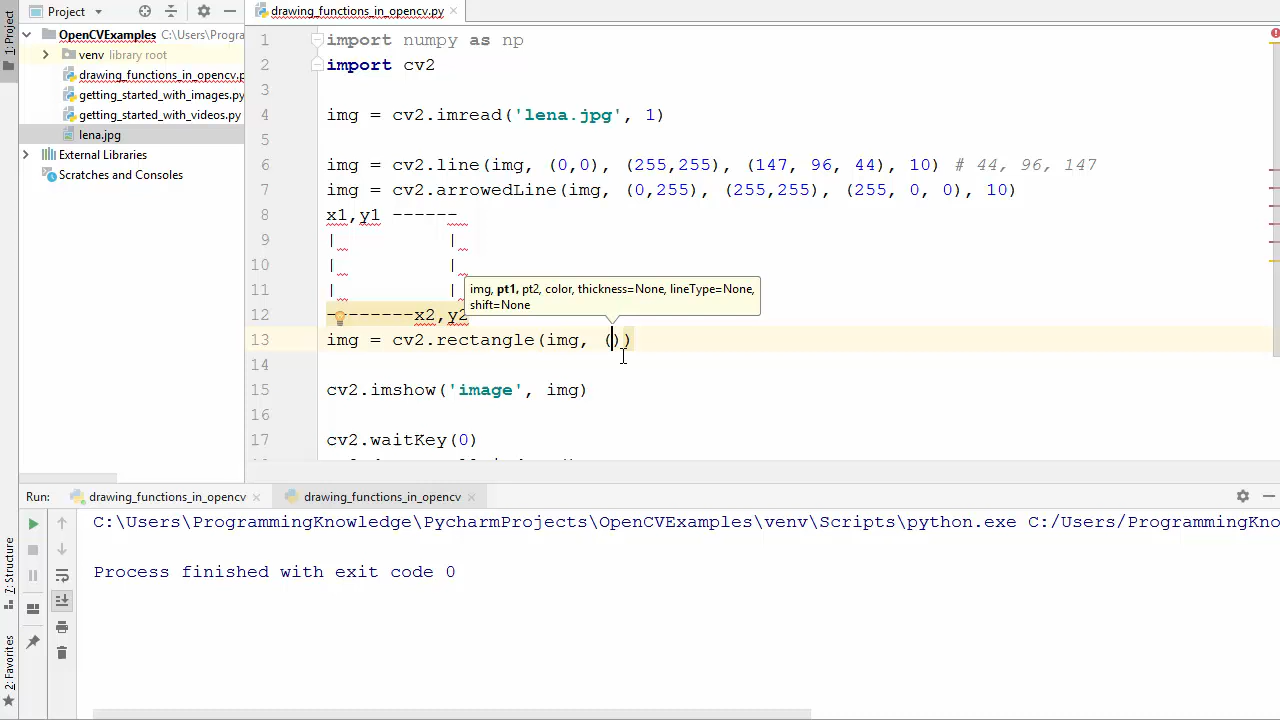 Project
drawing_functions_in_opencv.py
1: Project
OpenCVExamples C:\Users\Progra
venv library root
drawing_functions_in_opencv.p
getting_started_with_images.py
getting_started_with_videos.py
lena.jpg
External Libraries
Scratches and Consoles
1 import numpy as np
2 import cv2
3
4 img = cv2.imread('lena.jpg', 1)
5
6 img = cv2.line(img, (0,0), (255,255), (147, 96, 44), 10) # 44, 96, 147
7 img = cv2.arrowedLine(img, (0,255), (255,255), (255, 0, 0), 10)
8 x1,y1 ------
9 | |
10 | |
11 | |
img, pt1, pt2, color, thickness=None, lineType=None,
shift=None
12 --------x2,y2
13 img = cv2.rectangle(img, ())
14
15 cv2.imshow('image', img)
16
17 cv2.waitKey(0)
Run: drawing_functions_in_opencv drawing_functions_in_opencv
C:\Users\ProgrammingKnowledge\PycharmProjects\OpenCVExamples\venv\Scripts\python.exe C:/Users/ProgrammingKno
Process finished with exit code 0
7: Structure
2: Favorites